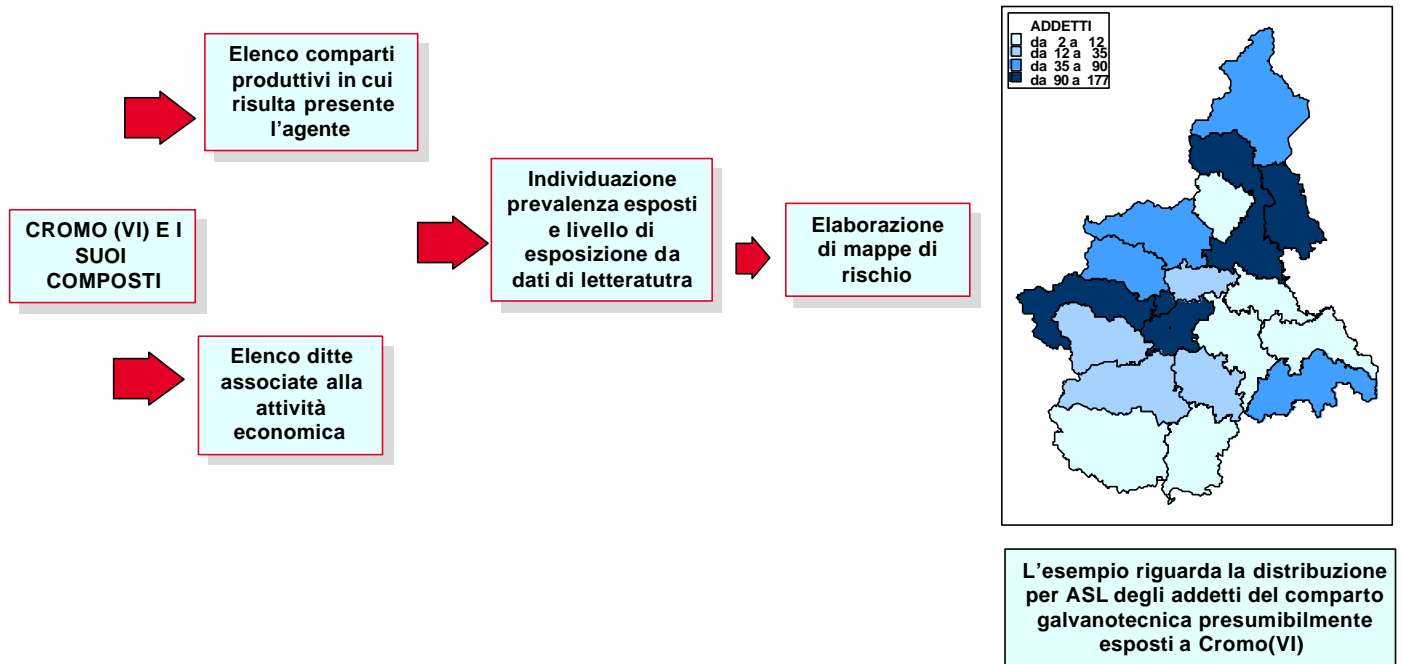 CROMO (VI) E I
SUOI
COMPOSTI
Elenco comparti
produttivi in cui
risulta presente
l'agente
Elenco ditte
associate alla
attività
economica
Individuazione
prevalenza esposti
e livello di
esposizione da
dati di letteratutra
Elaborazione
di mappe di
rischio
ADDETTI
da 2 a 12
da 12 a 35
da 35 a 90
da 90 a 177
L'esempio riguarda la distribuzione
per ASL degli addetti del comparto
galvanotecnica presumibilmente
esposti a Cromo(VI)